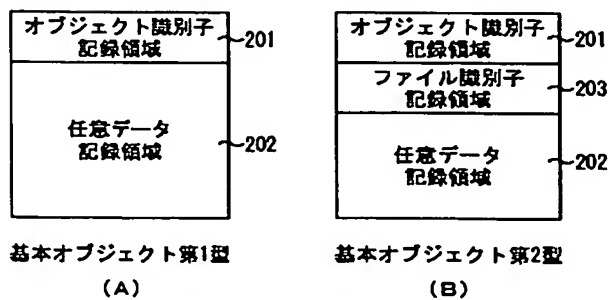 オブジェクト識別子
記録領域
201
任意データ
記録領域
202
基本オブジェクト第1型
(A)
オブジェクト識別子
記録領域
201
ファイル識別子
記録領域
203
任意データ
記録領域
202
基本オブジェクト第2型
(B)